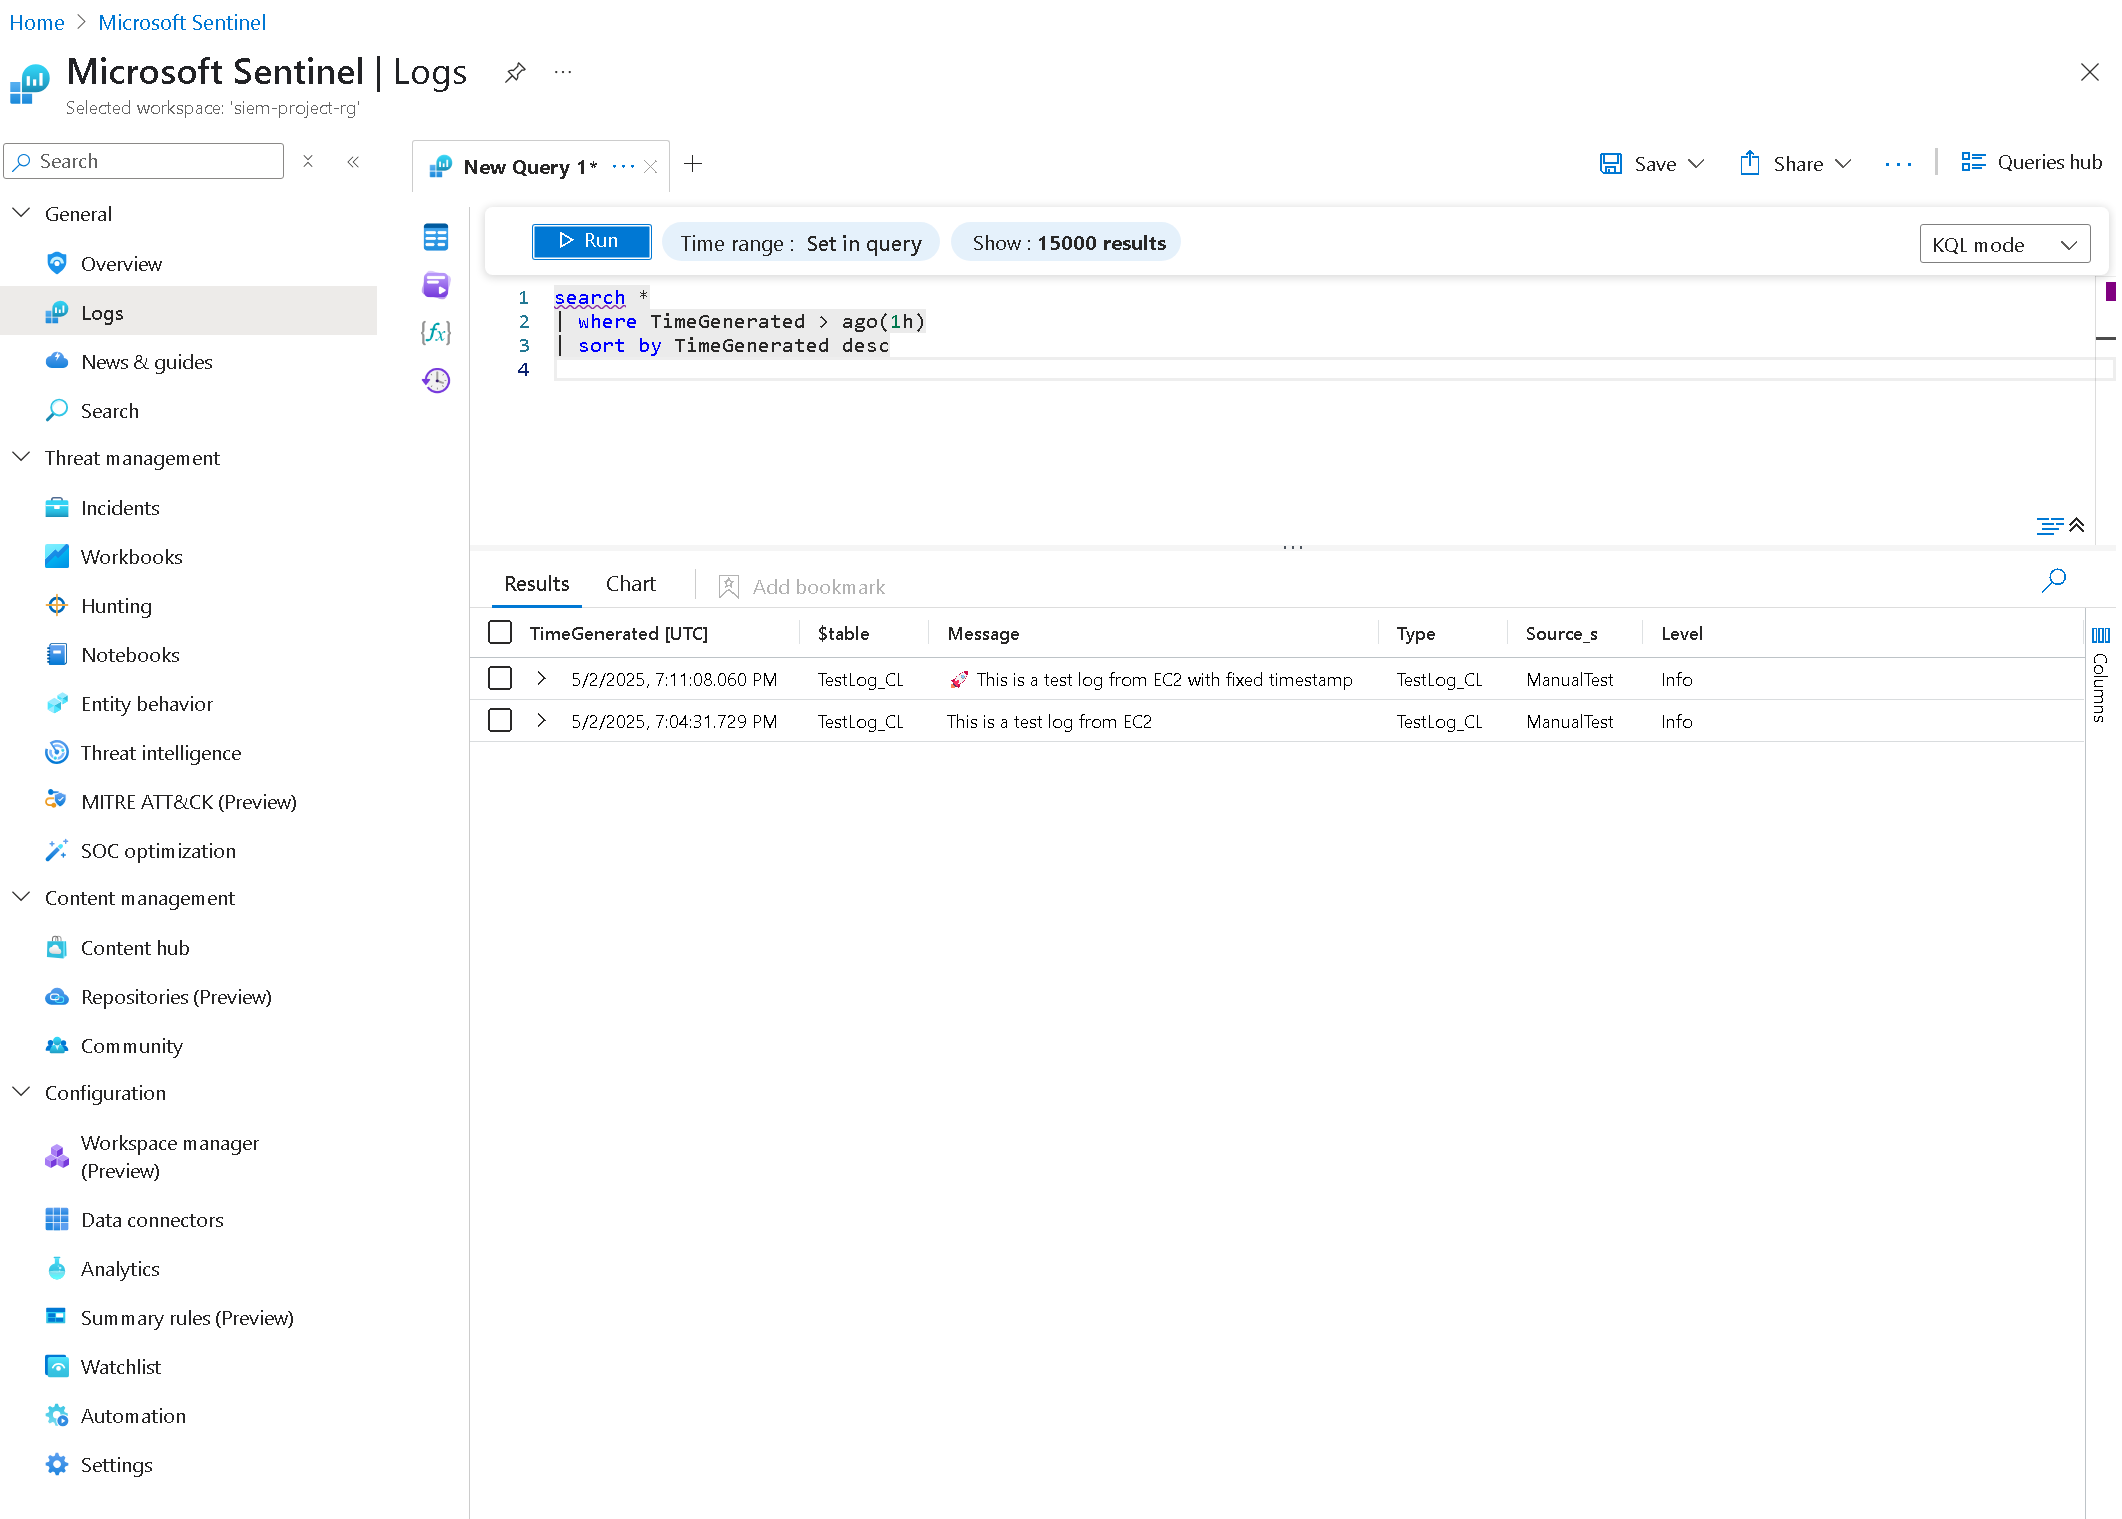 Home > Microsoft Sentinel
Microsoft Sentinel | Logs
Selected workspace: 'siem-project-rg'
Search
General
Overview
Logs
News & guides
Search
Threat management
Incidents
Workbooks
Hunting
Notebooks
Entity behavior
Threat intelligence
MITRE ATT&CK (Preview)
SOC optimization
Content management
Content hub
Repositories (Preview)
Community
Configuration
Workspace manager
(Preview)
Data connectors
Analytics
Summary rules (Preview)
Watchlist
Automation
Settings
New Query 1*
Save
Share
Queries hub
Run
Time range : Set in query
Show : 15000 results
KQL mode
1 search *
2 | where TimeGenerated > ago(1h)
3 | sort by TimeGenerated desc
4
Results Chart Add bookmark
TimeGenerated [UTC] $table Message Type Source_s Level
5/2/2025, 7:11:08.060 PM TestLog_CL 🚀 This is a test log from EC2 with fixed timestamp TestLog_CL ManualTest Info
5/2/2025, 7:04:31.729 PM TestLog_CL This is a test log from EC2 TestLog_CL ManualTest Info
Columns